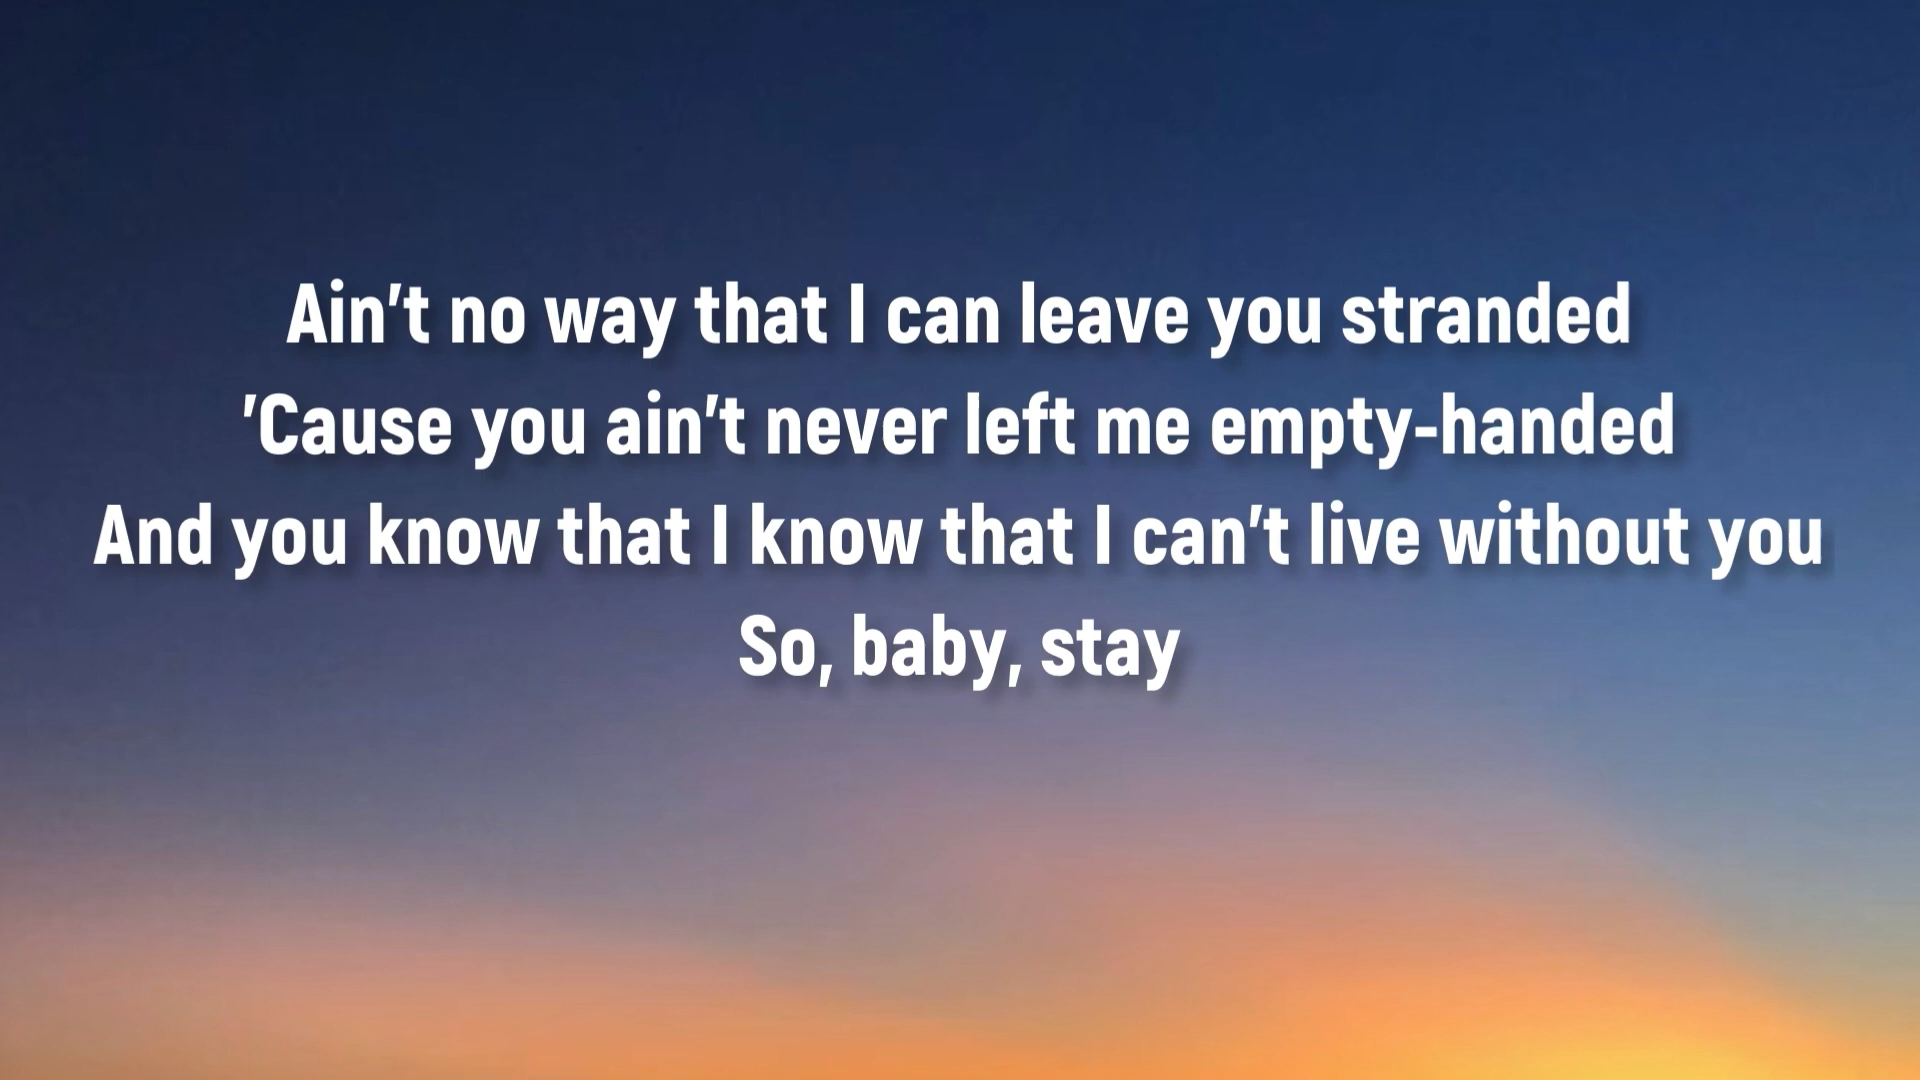 Ain't no way that I can leave you stranded
'Cause you ain't never left me empty-handed
And you know that I know that I can't live without you
So, baby, stay